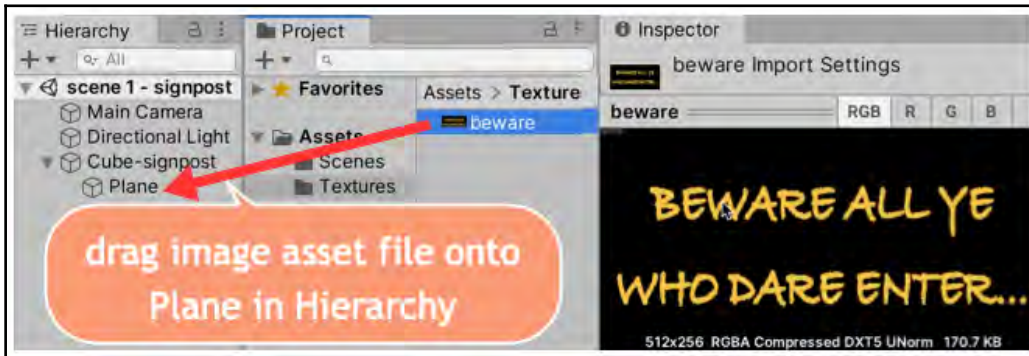 Hierarchy
All
scene 1 - signpost
Main Camera
Directional Light
Cube-signpost
Plane
Project
Favorites
Assets
Scenes
Textures
Assets > Texture
beware
drag image asset file onto
Plane in Hierarchy
Inspector
beware Import Settings
beware
RGB R G B
BEWARE ALL YE
WHO DARE ENTER...
512x256 RGBA Compressed DXT5 UNorm 170.7 KB